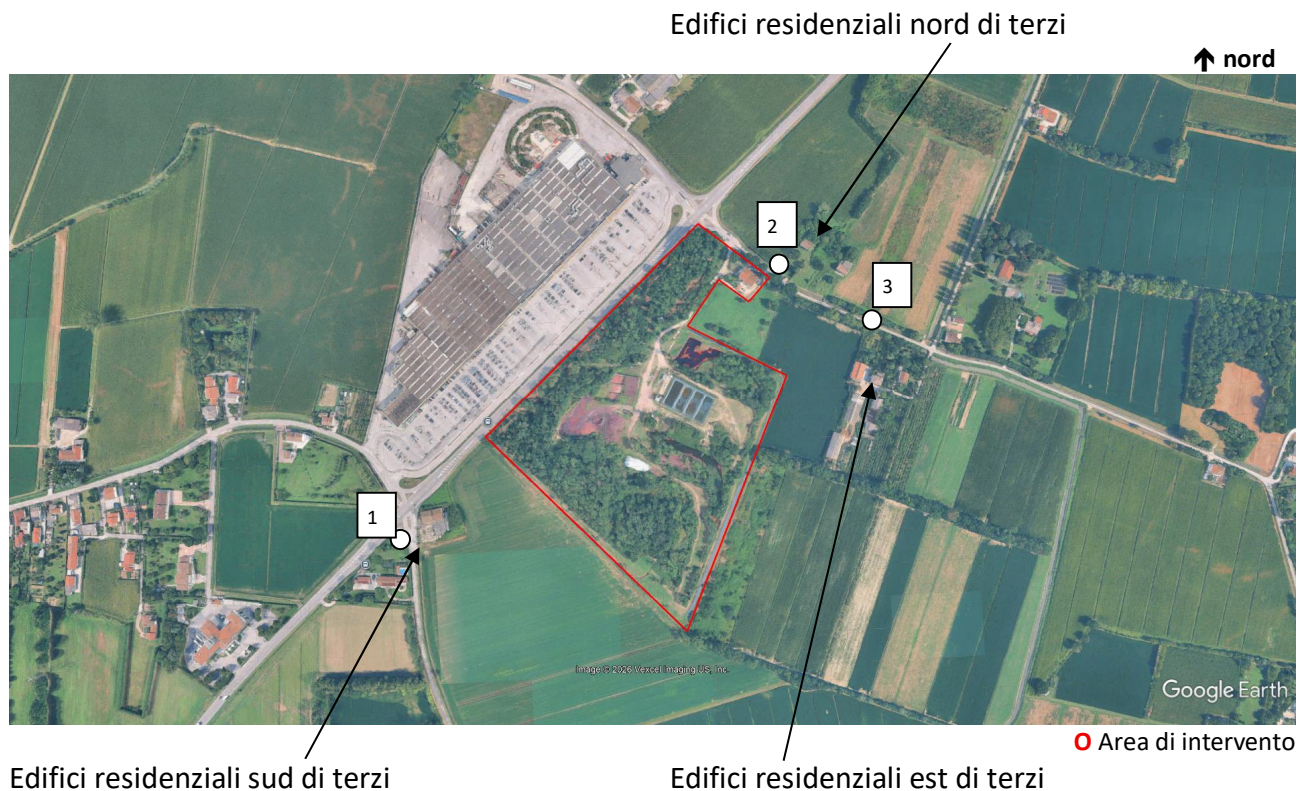 Edifici residenziali nord di terzi
↑ nord
2
3
1
Image © 2026 Vexcel Imaging US, Inc.
Google Earth
O Area di intervento
Edifici residenziali sud di terzi
Edifici residenziali est di terzi